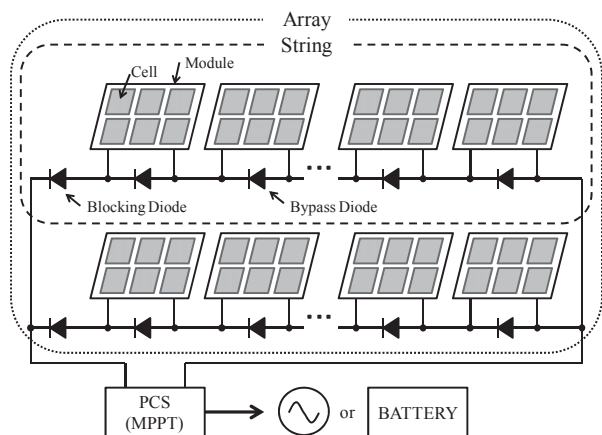 Array
String
Cell
Module
...
Blocking Diode
Bypass Diode
...
PCS
(MPPT)
or
BATTERY